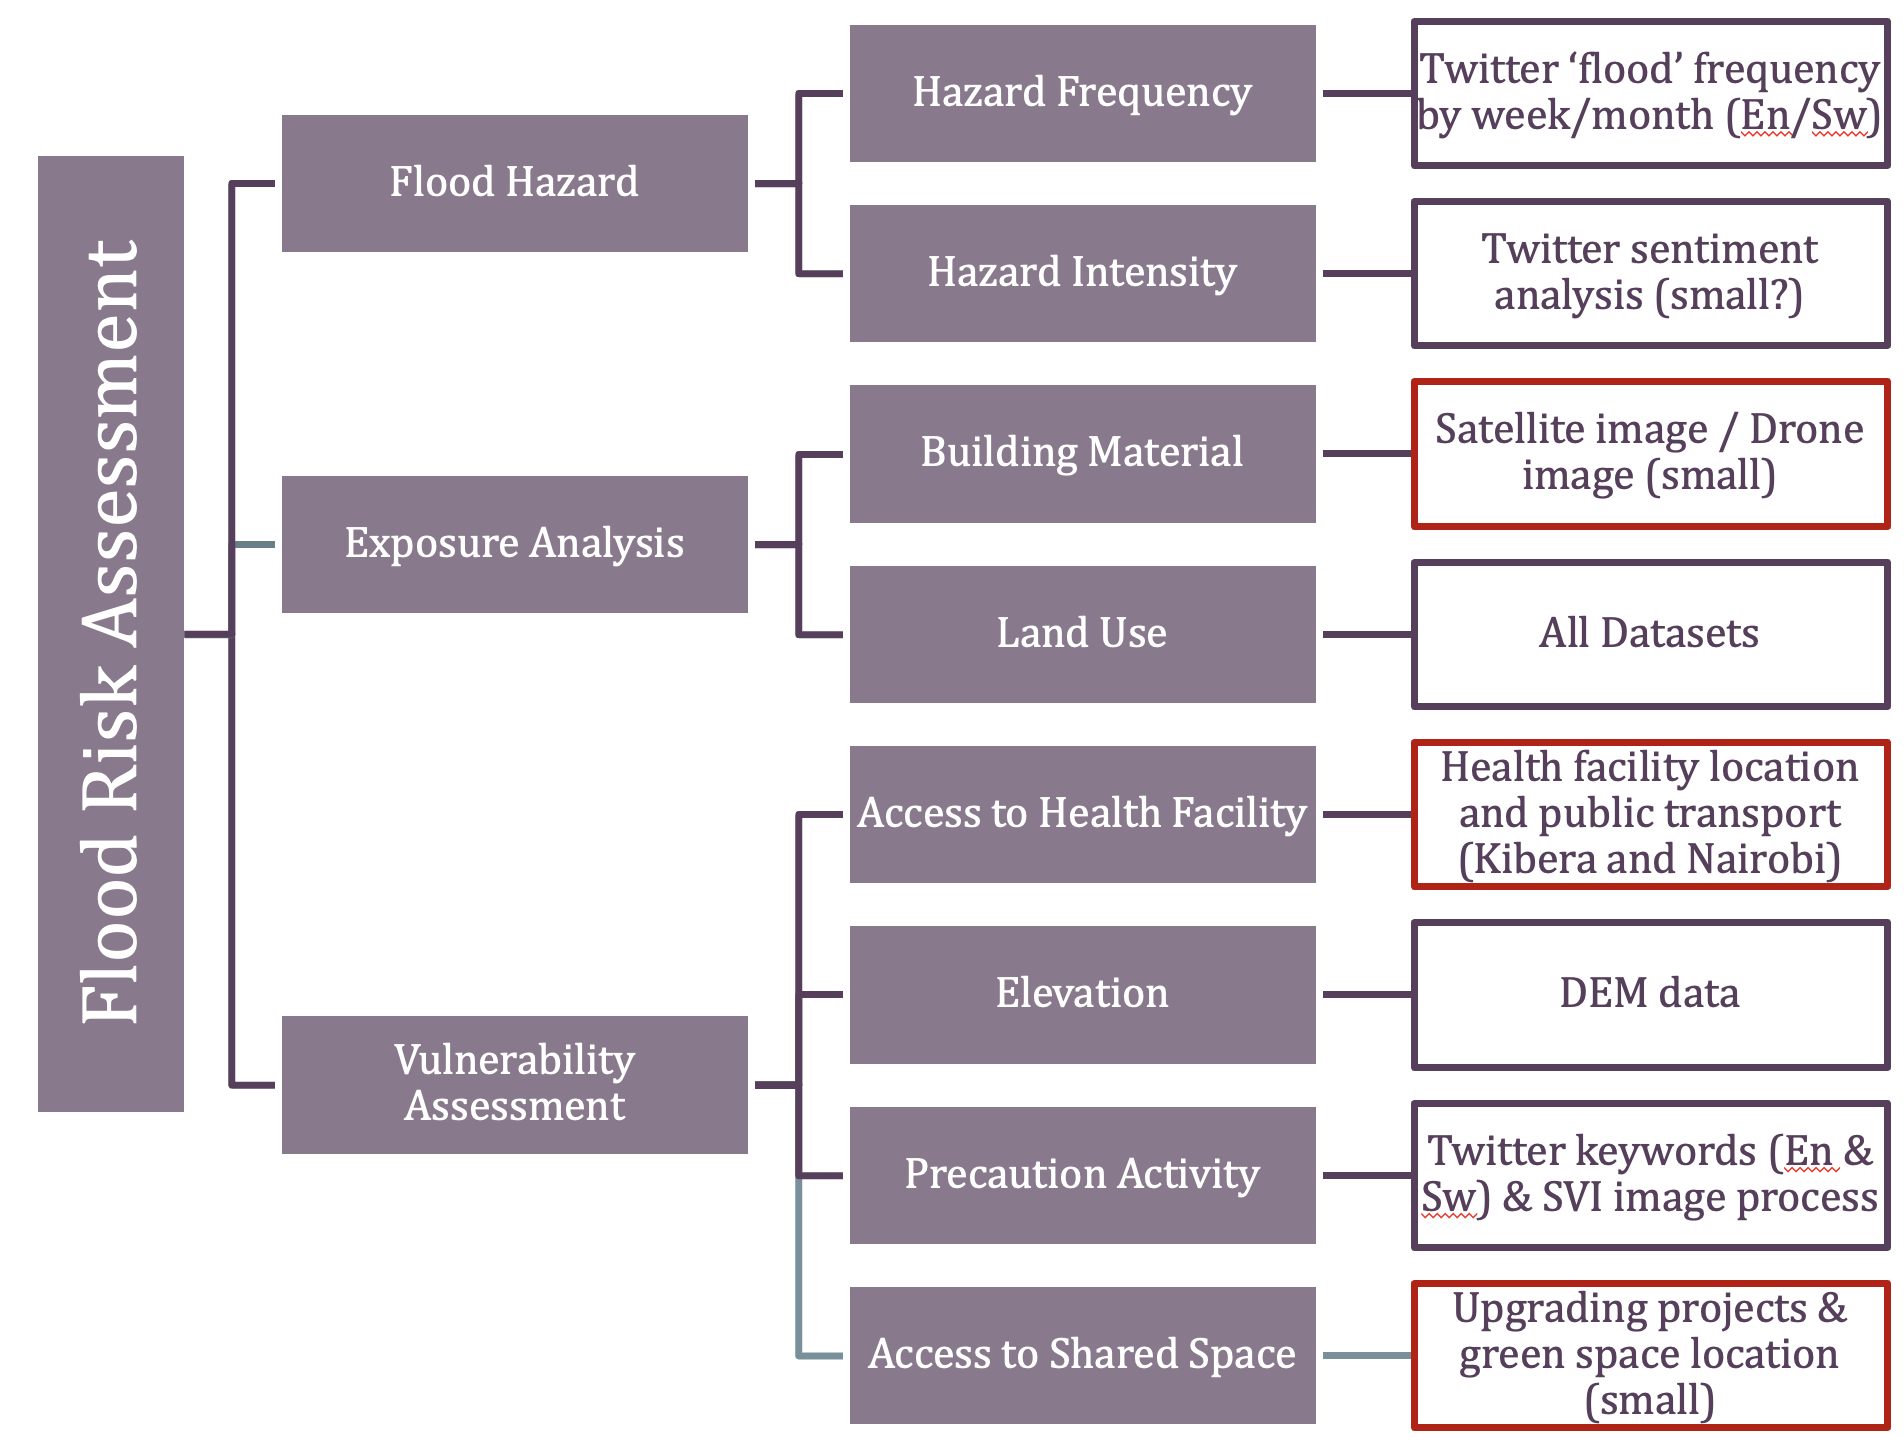 Flood Risk Assessment
Flood Hazard
Hazard Frequency
Twitter ‘flood’ frequency
by week/month (En/Sw)
Hazard Intensity
Twitter sentiment
analysis (small?)
Exposure Analysis
Building Material
Satellite image / Drone
image (small)
Land Use
All Datasets
Vulnerability
Assessment
Access to Health Facility
Health facility location
and public transport
(Kibera and Nairobi)
Elevation
DEM data
Precaution Activity
Twitter keywords (En &
Sw) & SVI image process
Access to Shared Space
Upgrading projects &
green space location
(small)